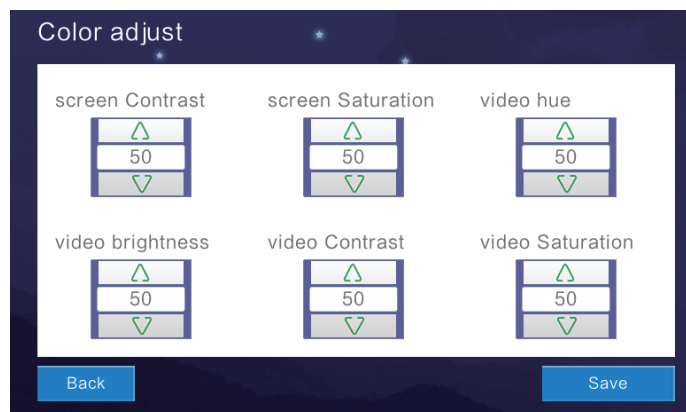 Color adjust
screen Contrast screen Saturation video hue
50 50 50
video brightness video Contrast video Saturation
50 50 50
Back Save